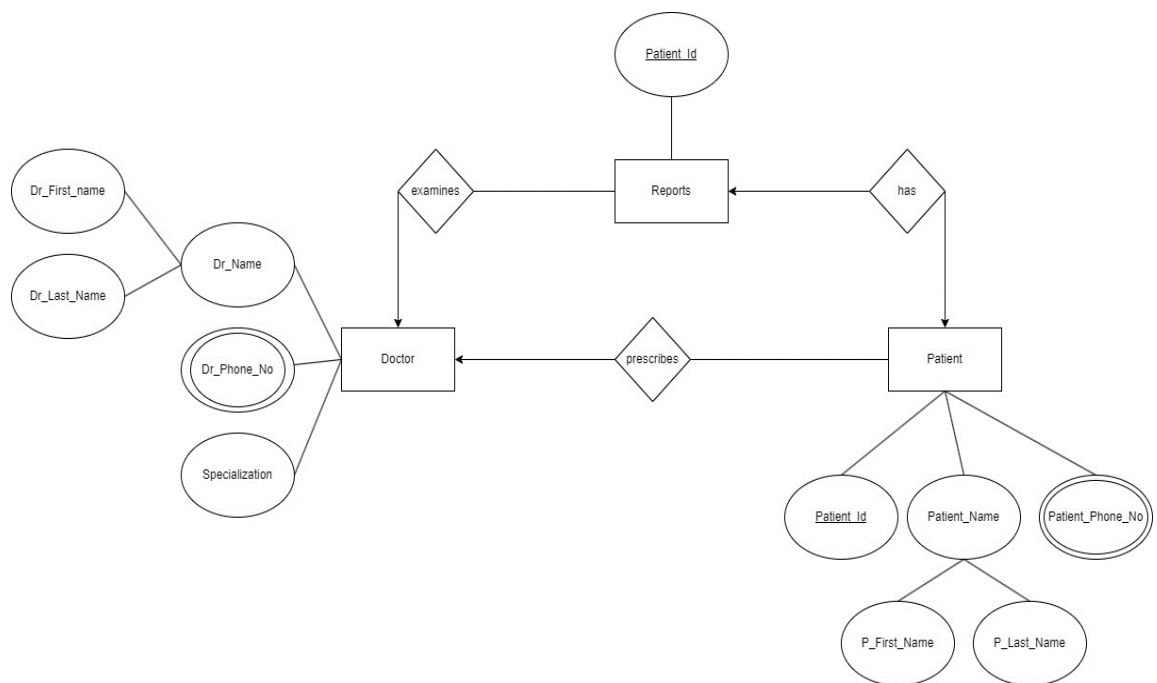 Patient_Id
Dr_First_name
examines
Reports
has
Dr_Name
Dr_Last_Name
Doctor
prescribes
Patient
Dr_Phone_No
Specialization
Patient_Id
Patient_Name
Patient_Phone_No
P_First_Name
P_Last_Name